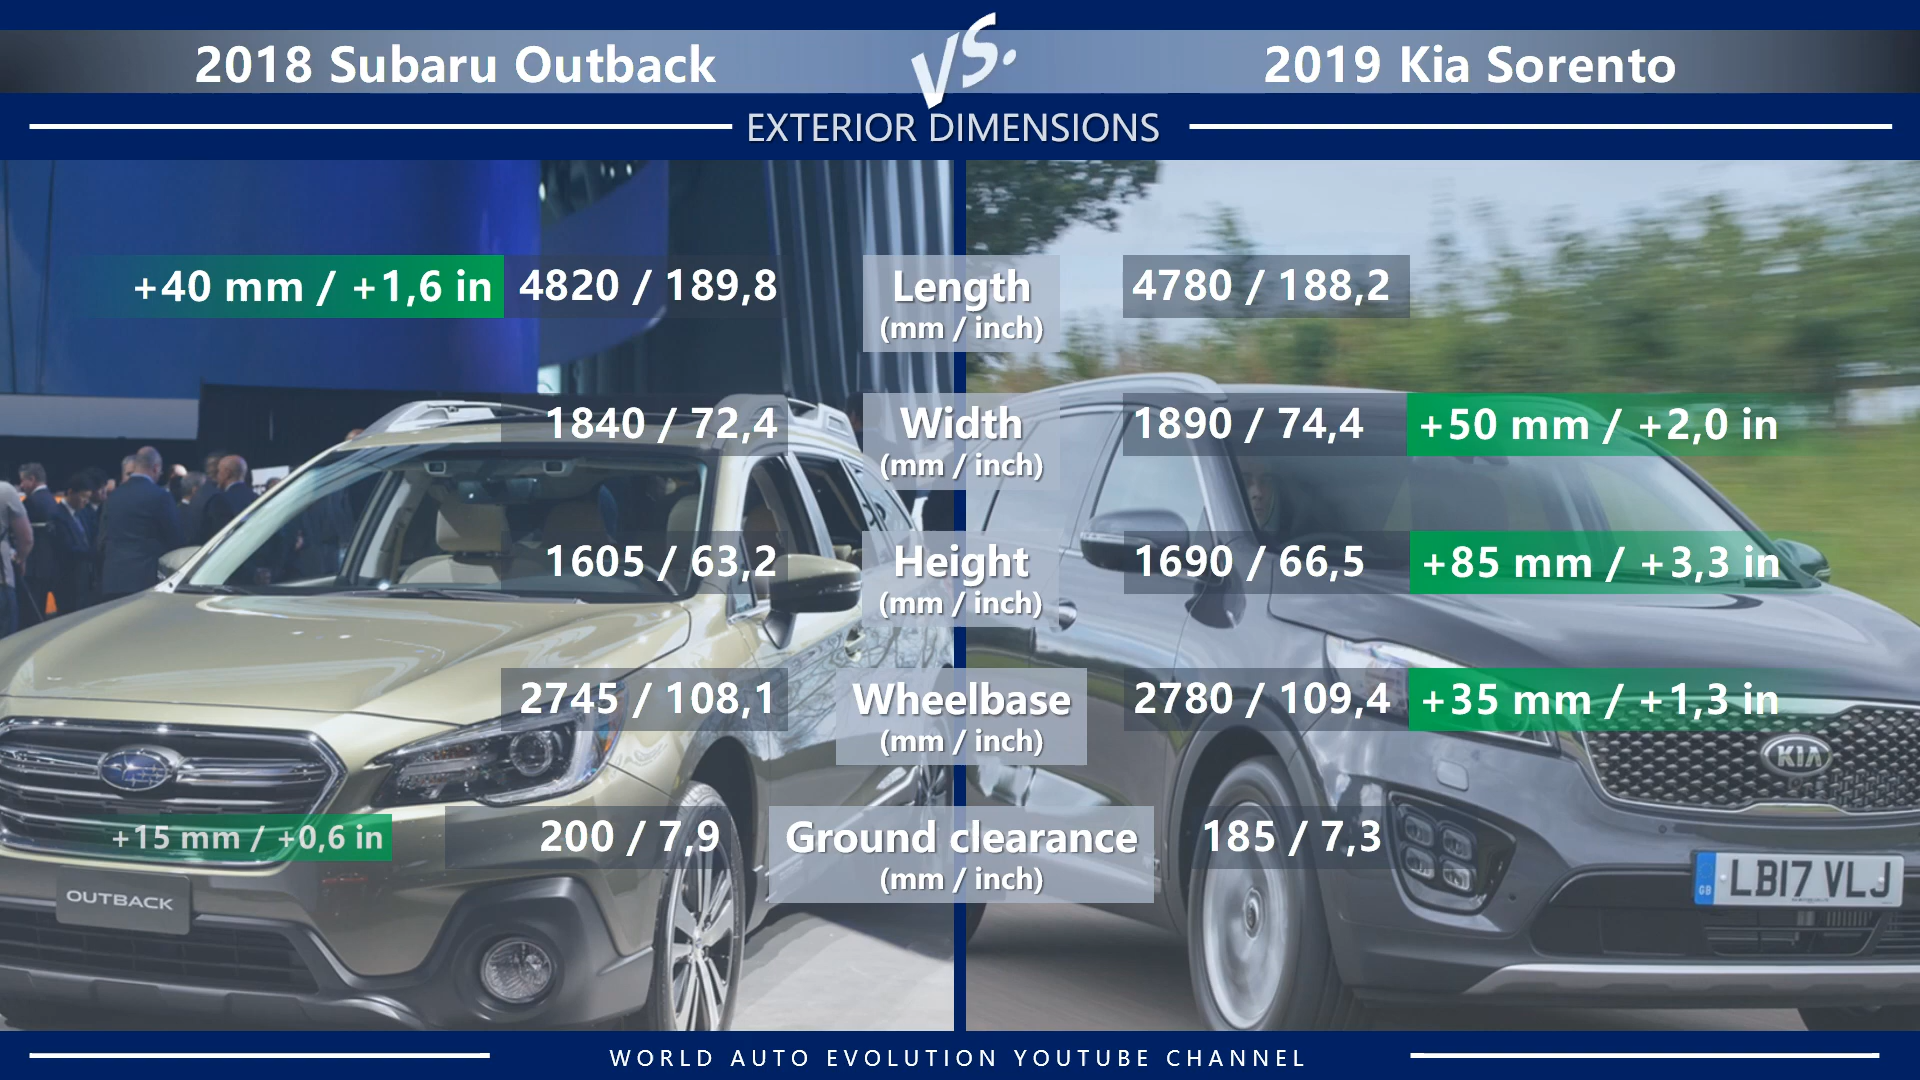 2018 Subaru Outback VS. 2019 Kia Sorento
EXTERIOR DIMENSIONS
+40 mm / +1,6 in 4820 / 189,8 Length 4780 / 188,2
(mm / inch)
1840 / 72,4 Width 1890 / 74,4 +50 mm / +2,0 in
(mm / inch)
1605 / 63,2 Height 1690 / 66,5 +85 mm / +3,3 in
(mm / inch)
2745 / 108,1 Wheelbase 2780 / 109,4 +35 mm / +1,3 in
(mm / inch)
KIA
+15 mm / +0,6 in 200 / 7,9 Ground clearance 185 / 7,3
(mm / inch)
OUTBACK
GB LB17 VLJ
WORLD AUTO EVOLUTION YOUTUBE CHANNEL